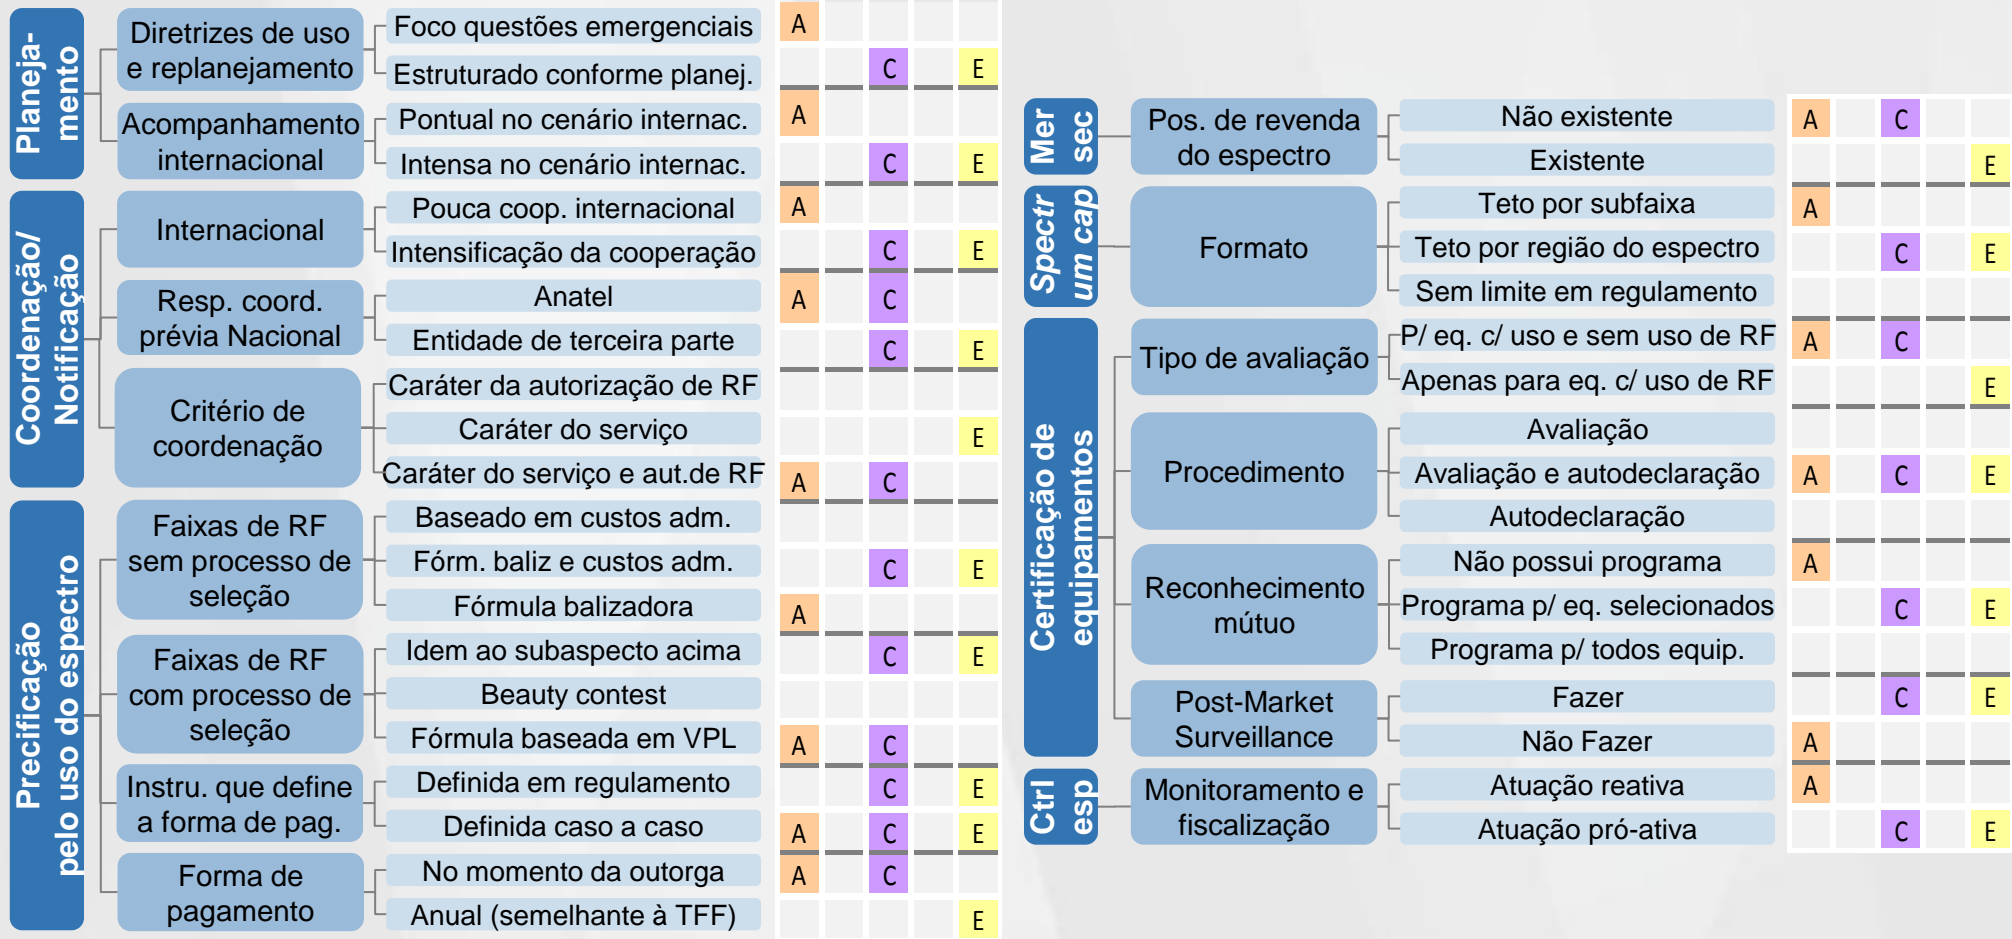 Planeja-
mento
Diretrizes de uso
e replanejamento
Foco questões emergenciais
A
Estruturado conforme planej.
C E
Acompanhamento
internacional
Pontual no cenário internac.
A
Intensa no cenário internac.
C E
Coordenação/
Notificação
Internacional
Pouca coop. internacional
A
Intensificação da cooperação
C E
Resp. coord.
prévia Nacional
Anatel
A C
Entidade de terceira parte
C E
Critério de
coordenação
Caráter da autorização de RF
Caráter do serviço
E
Caráter do serviço e aut.de RF
A C
Precificação
pelo uso do espectro
Faixas de RF
sem processo de
seleção
Baseado em custos adm.
Fórm. baliz e custos adm.
C E
Fórmula balizadora
A
Faixas de RF
com processo de
seleção
Idem ao subaspecto acima
C E
Beauty contest
Fórmula baseada em VPL
A C
Instru. que define
a forma de pag.
Definida em regulamento
C E
Definida caso a caso
A C E
Forma de
pagamento
No momento da outorga
A C
Anual (semelhante à TFF)
E
Mer
sec
Pos. de revenda
do espectro
Não existente
A C
Existente
E
Spectr
um cap
Formato
Teto por subfaixa
A
Teto por região do espectro
C E
Sem limite em regulamento
Certificação de
equipamentos
Tipo de avaliação
P/ eq. c/ uso e sem uso de RF
A C
Apenas para eq. c/ uso de RF
E
Procedimento
Avaliação
Avaliação e autodeclaração
A C E
Autodeclaração
Reconhecimento
mútuo
Não possui programa
A
Programa p/ eq. selecionados
C E
Programa p/ todos equip.
Post-Market
Surveillance
Fazer
C E
Não Fazer
A
Ctrl
esp
Monitoramento e
fiscalização
Atuação reativa
A
Atuação pró-ativa
C E